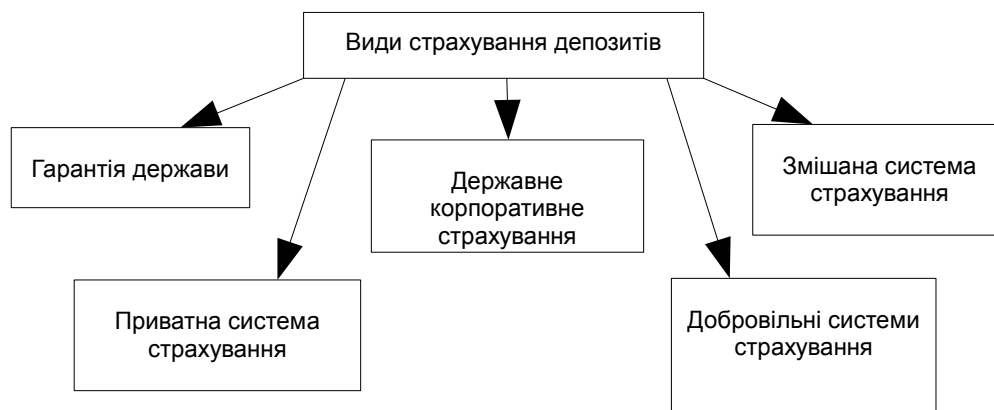 Види страхування депозитів
Гарантія держави
Державне
корпоративне
страхування
Змішана система
страхування
Приватна система
страхування
Добровільні системи
страхування